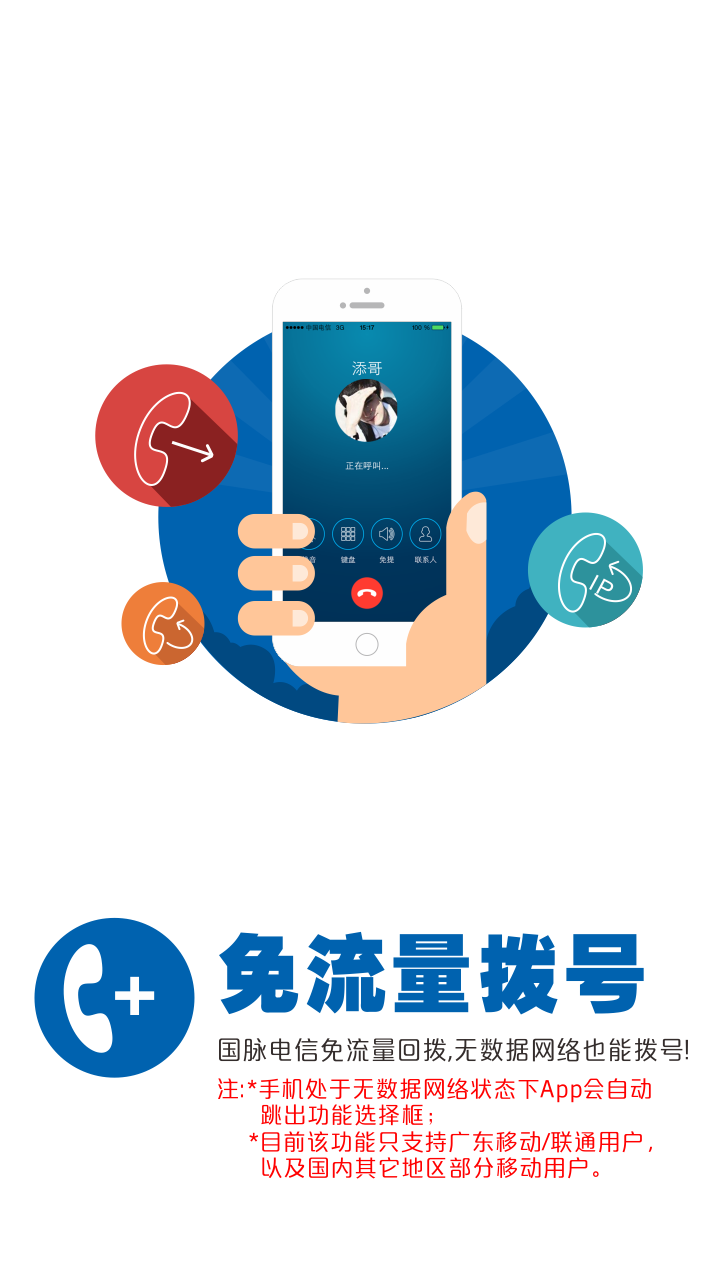 中国电信 3G 15:17 100 %
添哥
正在呼叫...
音 键盘 免提 联系人
IP
免流量拨号
国脉电信免流量回拨,无数据网络也能拨号!
注:*手机处于无数据网络状态下App会自动
跳出功能选择框；
*目前该功能只支持广东移动/联通用户，
以及国内其它地区部分移动用户。